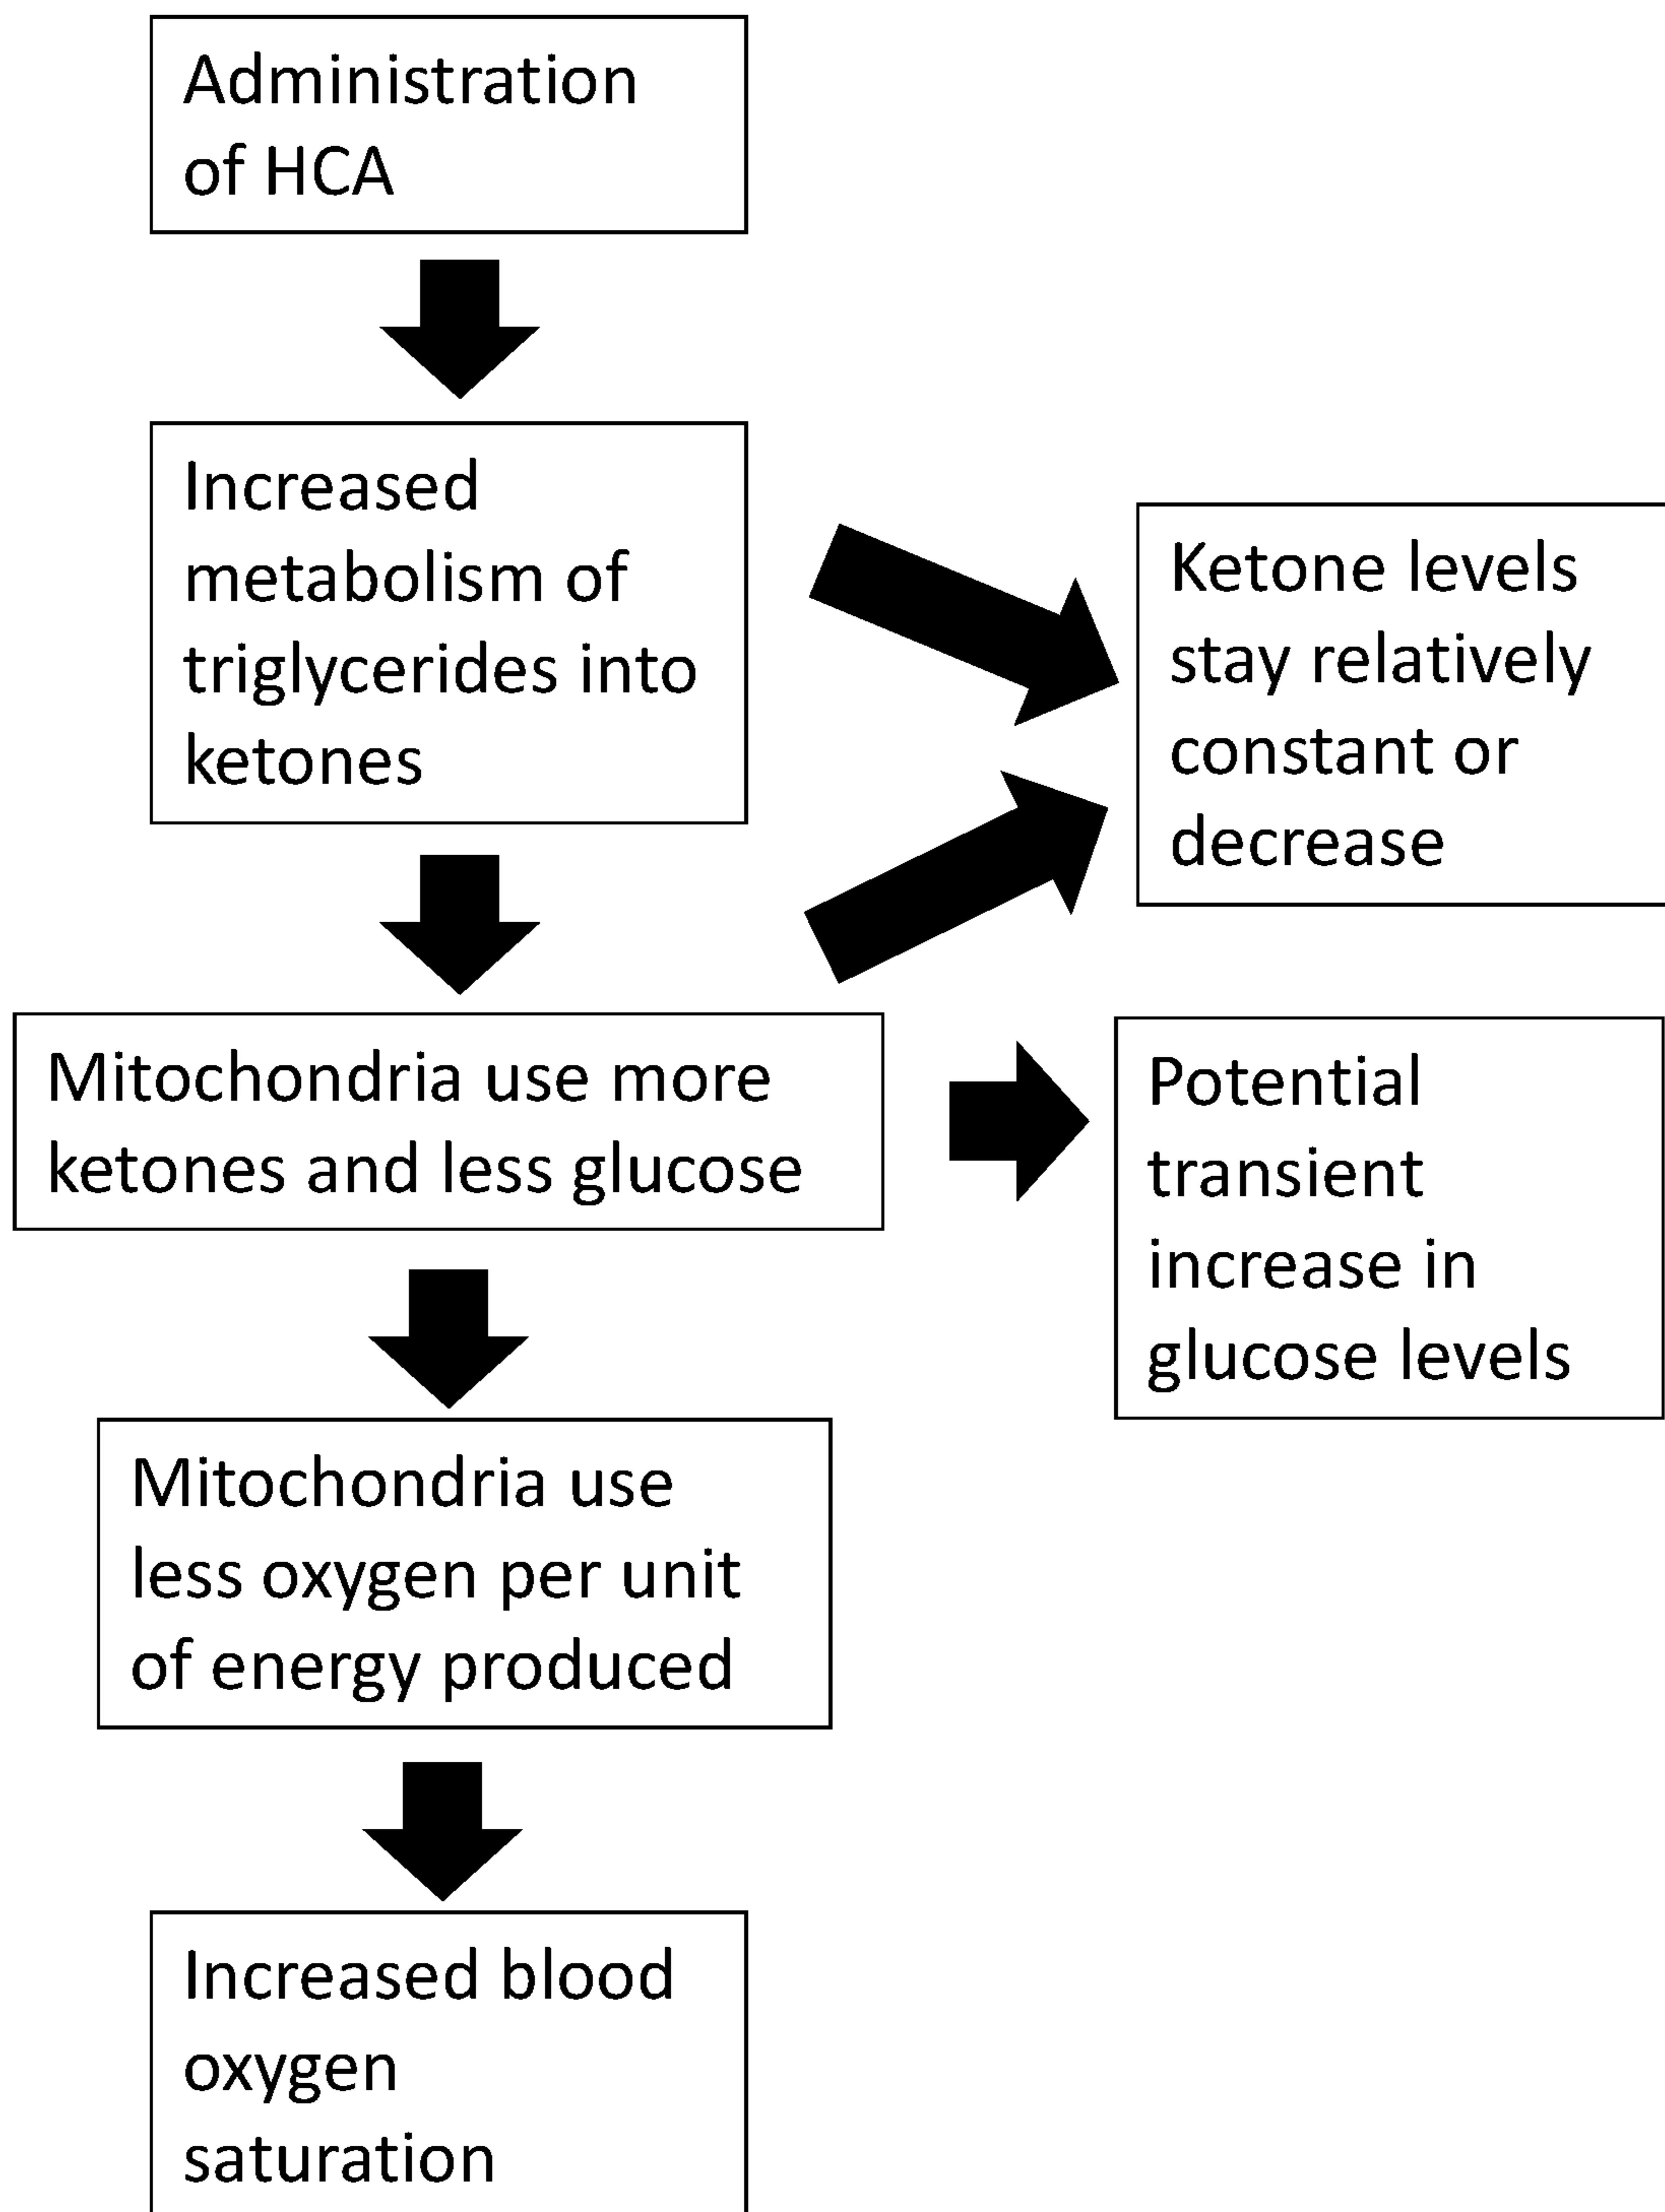 Administration
of HCA
Increased
metabolism of
triglycerides into
ketones
Ketone levels
stay relatively
constant or
decrease
Mitochondria use more
ketones and less glucose
Potential
transient
increase in
glucose levels
Mitochondria use
less oxygen per unit
of energy produced
Increased blood
oxygen
saturation